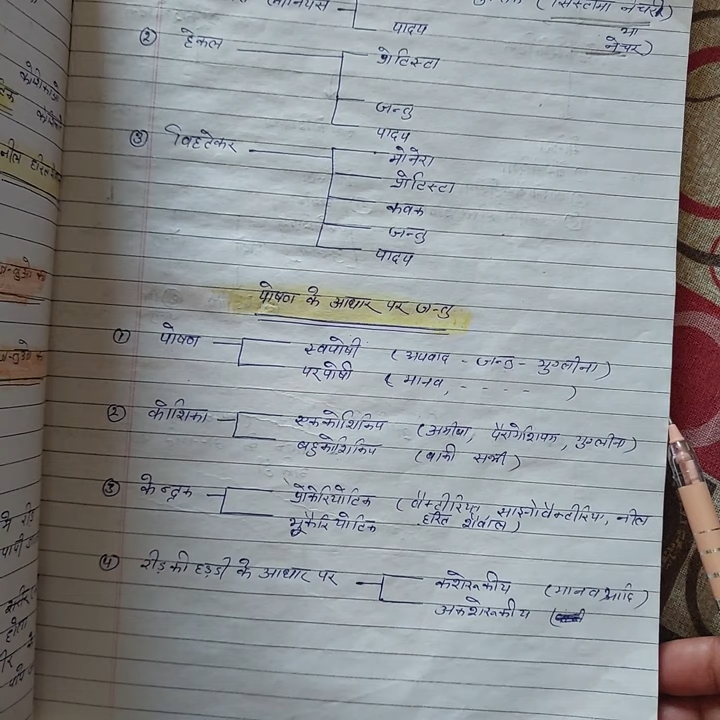 (सिस्टमा नेचर
पादप
या नेचर)
② हेकल
प्रोटिस्टा
जन्तु
पादप
③ व्हिटेकर
मोनेरा
प्रोटिस्टा
कवक
जन्तु
पादप
पोषण के आधार पर जन्तु
① पोषण
स्वपोषी (अपवाद - जन्तु - युग्लीना)
परपोषी (मानव, - - - - )
② कोशिका
एककोशिकिय (अमीबा, पैरामेशियम, युग्लीना)
बहुकोशिकिय (बाकी सभी)
③ केन्द्रक
प्रोकेरियोटिक (बैक्टीरिया, साइनोबैक्टीरिया, नील हरित शैवाल)
यूकैरियोटिक
④ रीड़ की हड्डी के आधार पर
कशेरूकीय (मानव आदि)
अकशेरूकीय (